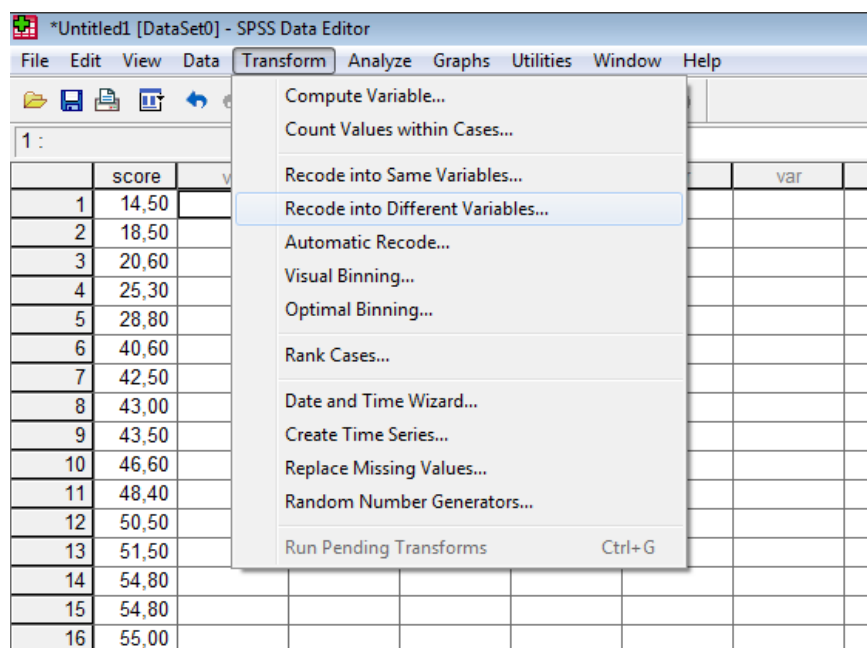 *Untitled1 [DataSet0] - SPSS Data Editor
File Edit View Data Transform Analyze Graphs Utilities Window Help
Compute Variable...
Count Values within Cases...
Recode into Same Variables...
Recode into Different Variables...
Automatic Recode...
Visual Binning...
Optimal Binning...
Rank Cases...
Date and Time Wizard...
Create Time Series...
Replace Missing Values...
Random Number Generators...
Run Pending Transforms Ctrl+G
1 :
score var
1 14,50
2 18,50
3 20,60
4 25,30
5 28,80
6 40,60
7 42,50
8 43,00
9 43,50
10 46,60
11 48,40
12 50,50
13 51,50
14 54,80
15 54,80
16 55,00